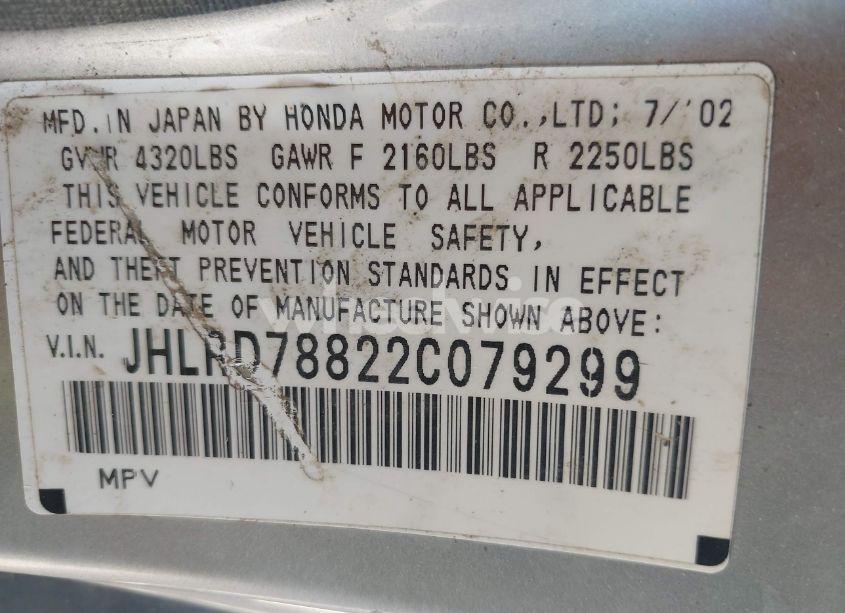 MFD. IN JAPAN BY HONDA MOTOR CO., LTD; 7/'02
GVWR 4320LBS GAWR F 2160LBS R 2250LBS
THIS VEHICLE CONFORMS TO ALL APPLICABLE
FEDERAL MOTOR VEHICLE SAFETY,
AND THEFT PREVENTION STANDARDS IN EFFECT
ON THE DATE OF MANUFACTURE SHOWN ABOVE:
V.I.N. JHLRD78822C079299
MPV